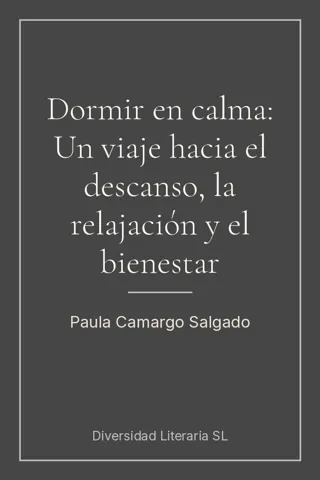 Dormir en calma:
Un viaje hacia el
descanso, la
relajación y el
bienestar
Paula Camargo Salgado
Diversidad Literaria SL